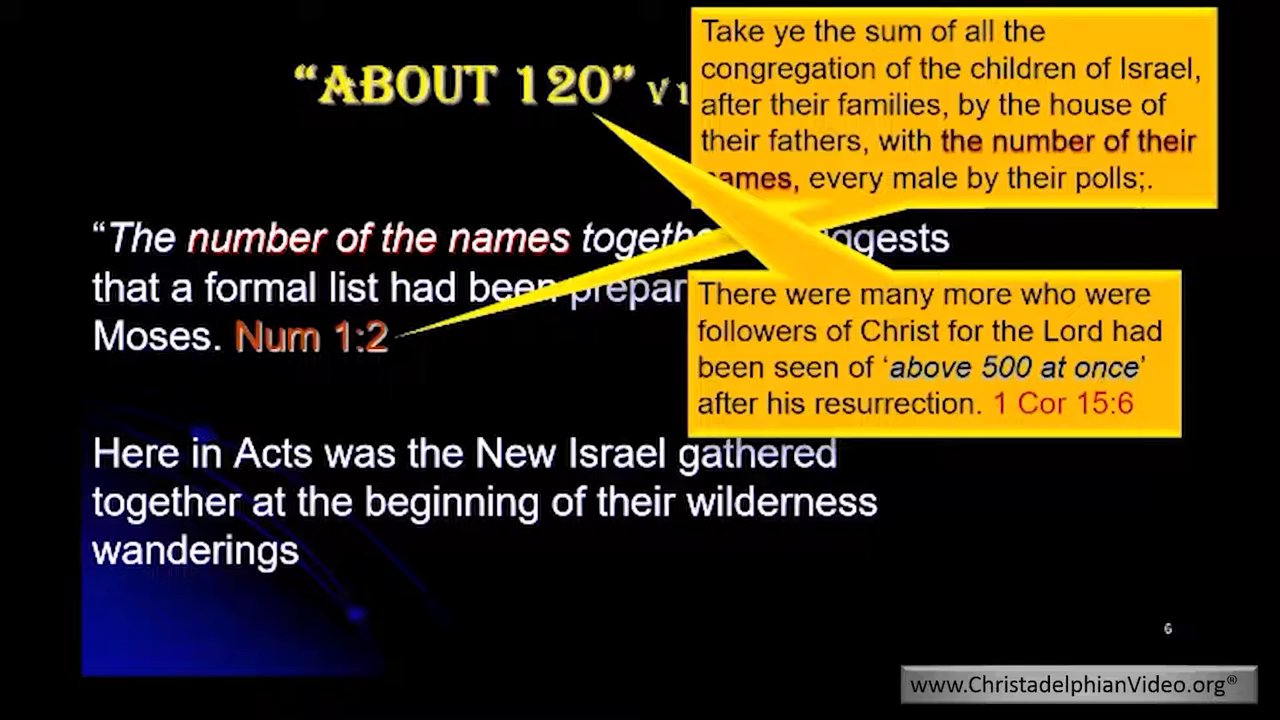 “ABOUT 120” V 1
Take ye the sum of all the
congregation of the children of Israel,
after their families, by the house of
their fathers, with the number of their
names, every male by their polls;.
“The number of the names
that a formal list had been
Moses. Num 1:2
There were many more who were
followers of Christ for the Lord had
been seen of ‘above 500 at once’
after his resurrection. 1 Cor 15:6
Here in Acts was the New Israel gathered
together at the beginning of their wilderness
wanderings
6
www.ChristadelphianVideo.org®